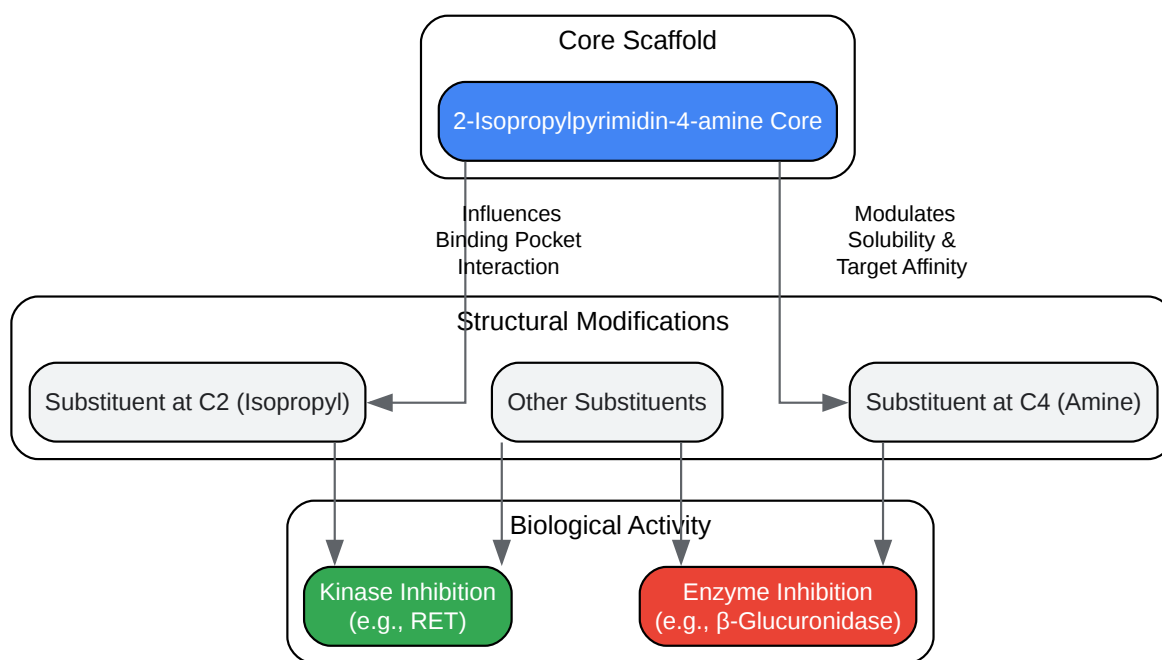 Core Scaffold
2-Isopropylpyrimidin-4-amine Core
Influences
Binding Pocket
Interaction
Modulates
Solubility &
Target Affinity
Structural Modifications
Substituent at C2 (Isopropyl)
Other Substituents
Substituent at C4 (Amine)
Biological Activity
Kinase Inhibition
(e.g., RET)
Enzyme Inhibition
(e.g., β-Glucuronidase)